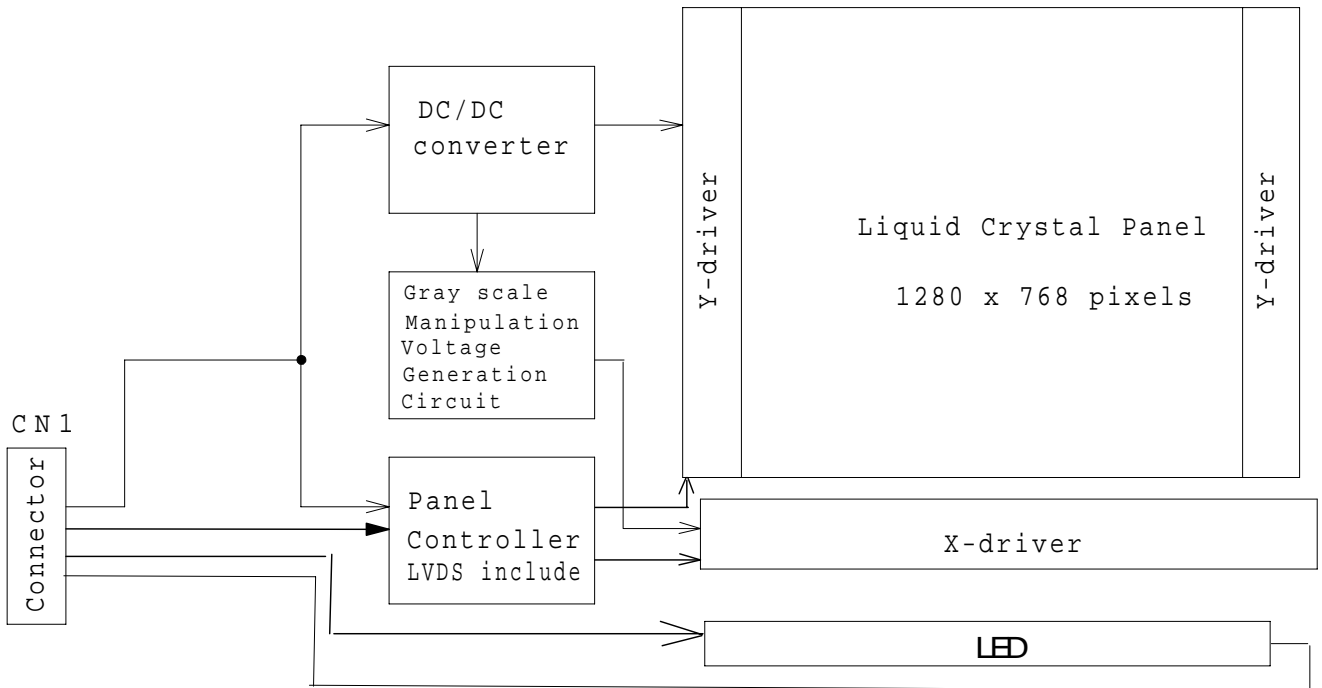 DC/DC
converter
Y-driver
Liquid Crystal Panel
1280 x 768 pixels
Y-driver
Gray scale
Manipulation
Voltage
Generation
Circuit
CN1
Connector
Panel
Controller
LVDS include
X-driver
LED